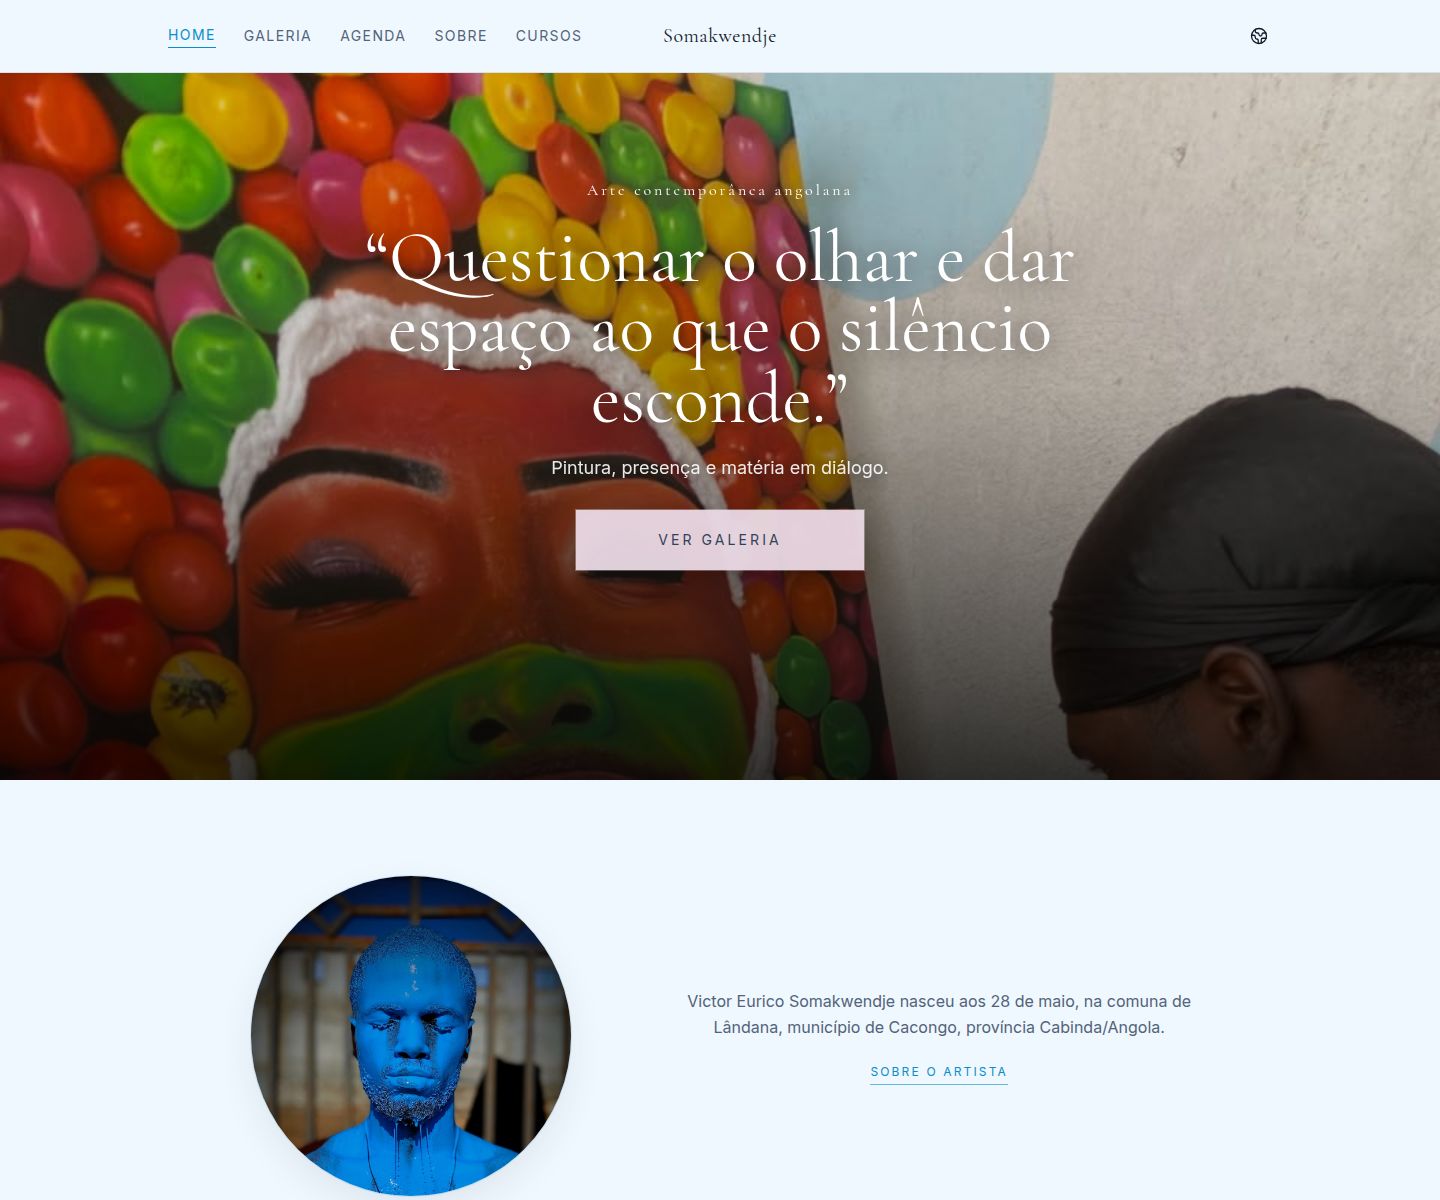 HOME GALERIA AGENDA SOBRE CURSOS Somakwendje
Arte contemporânea angolana
“Questionar o olhar e dar
espaço ao que o silêncio
esconde.”
Pintura, presença e matéria em diálogo.
VER GALERIA
Victor Eurico Somakwendje nasceu aos 28 de maio, na comuna de
Lândana, município de Cacongo, província Cabinda/Angola.
SOBRE O ARTISTA